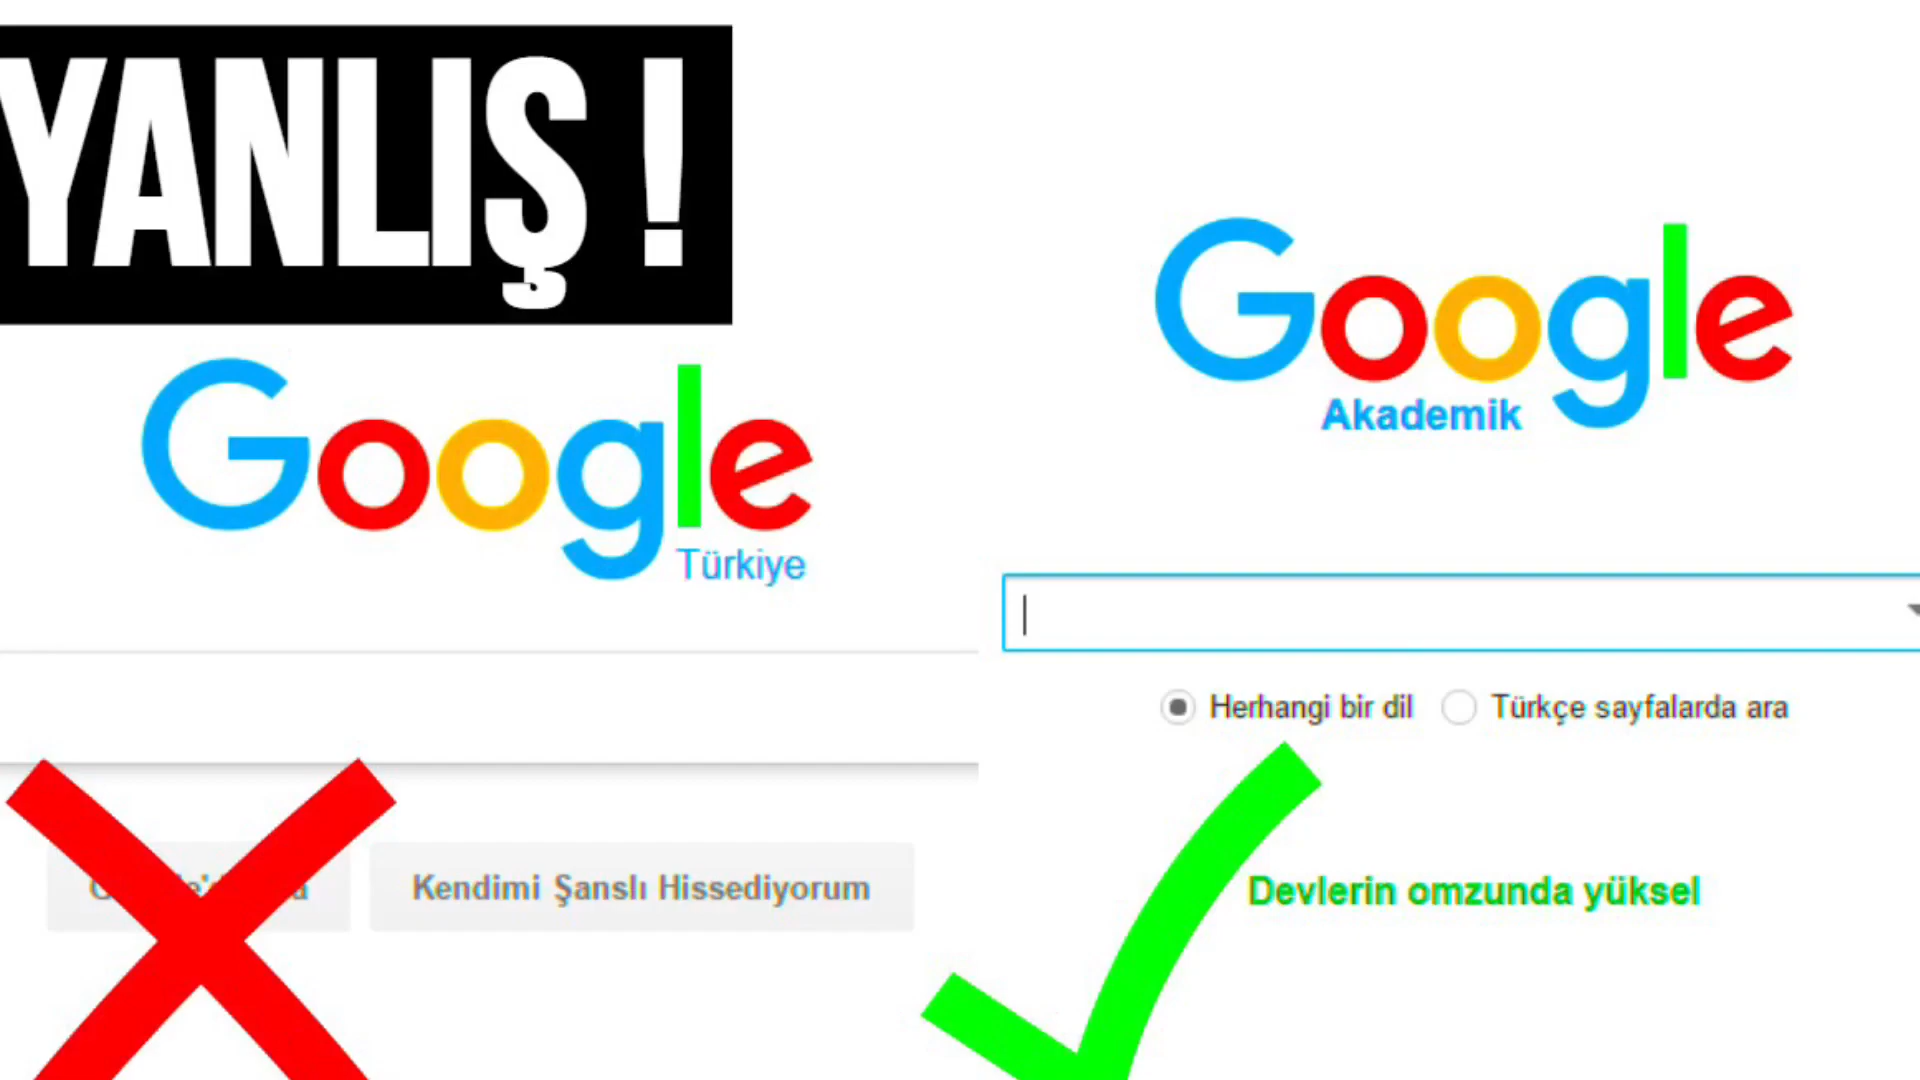 YANLIŞ !
Google
Türkiye
Kendimi Şanslı Hissediyorum
Google
Akademik
Herhangi bir dil
Türkçe sayfalarda ara
Devlerin omzunda yüksel